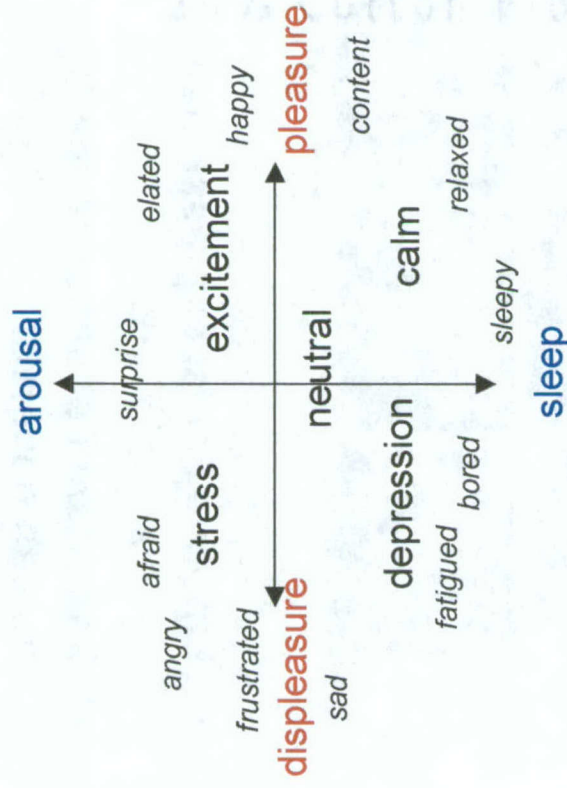 arousal
surprise
elated
afraid
angry
stress
excitement
happy
frustrated
displeasure
pleasure
neutral
sad
content
depression
calm
fatigued
bored
relaxed
sleepy
sleep